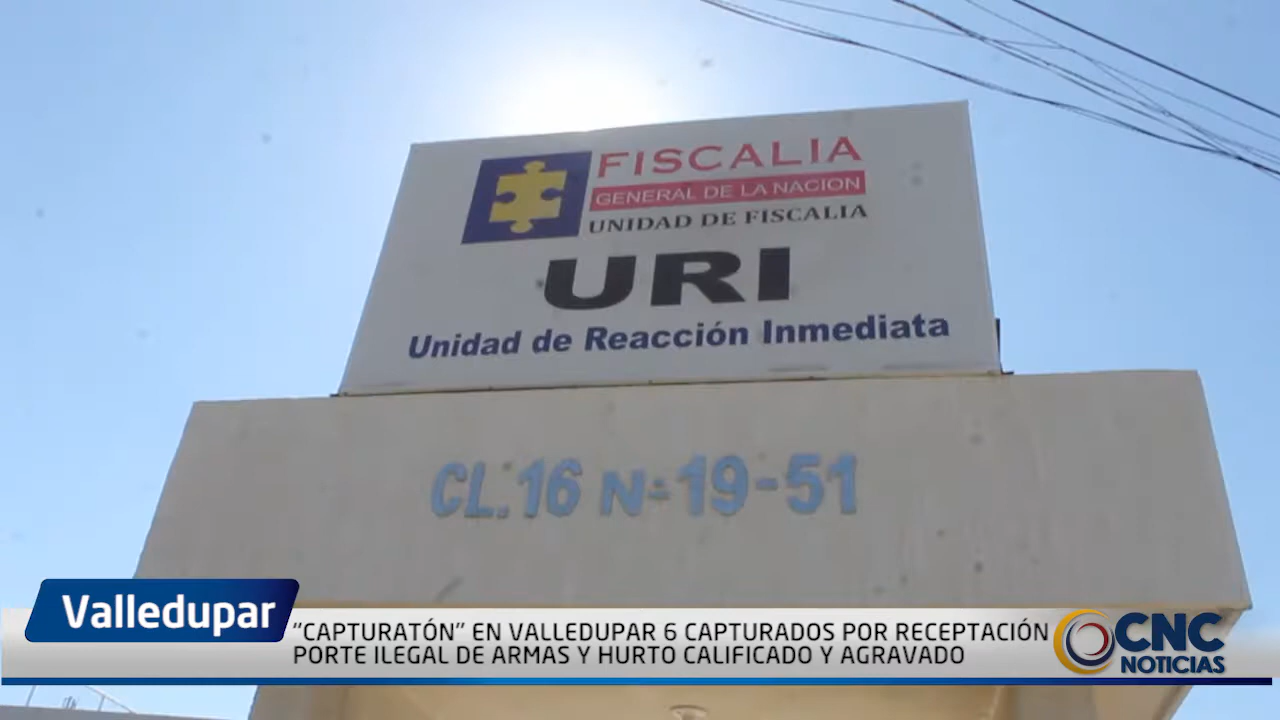 FISCALIA
GENERAL DE LA NACION
UNIDAD DE FISCALIA
URI
Unidad de Reacción Inmediata
CL. 16 N- 19-51
Valledupar
“CAPTURATÓN” EN VALLEDUPAR 6 CAPTURADOS POR RECEPTACIÓN
PORTE ILEGAL DE ARMAS Y HURTO CALIFICADO Y AGRAVADO
CNC
NOTICIAS